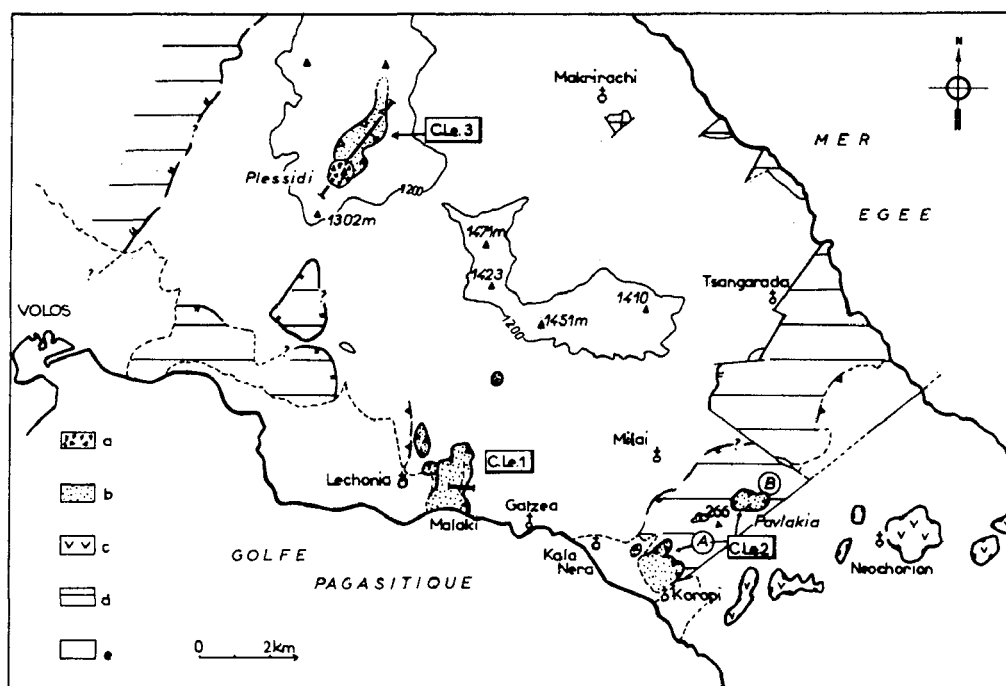 N
Makrirachi
C.Le.3
MER
EGEE
Plessidi
1200
1302m
1471m
1423
1410
1451m
1200
Tsangarada
VOLOS
Milai
C.Le.1
Lechonia
Malaki
Gatzea
B
266
Pavlakia
A
C.Le.2
Kala
Nera
Neochorion
Koropi
GOLFE
PAGASITIQUE
a
b
c
d
e
0 2km